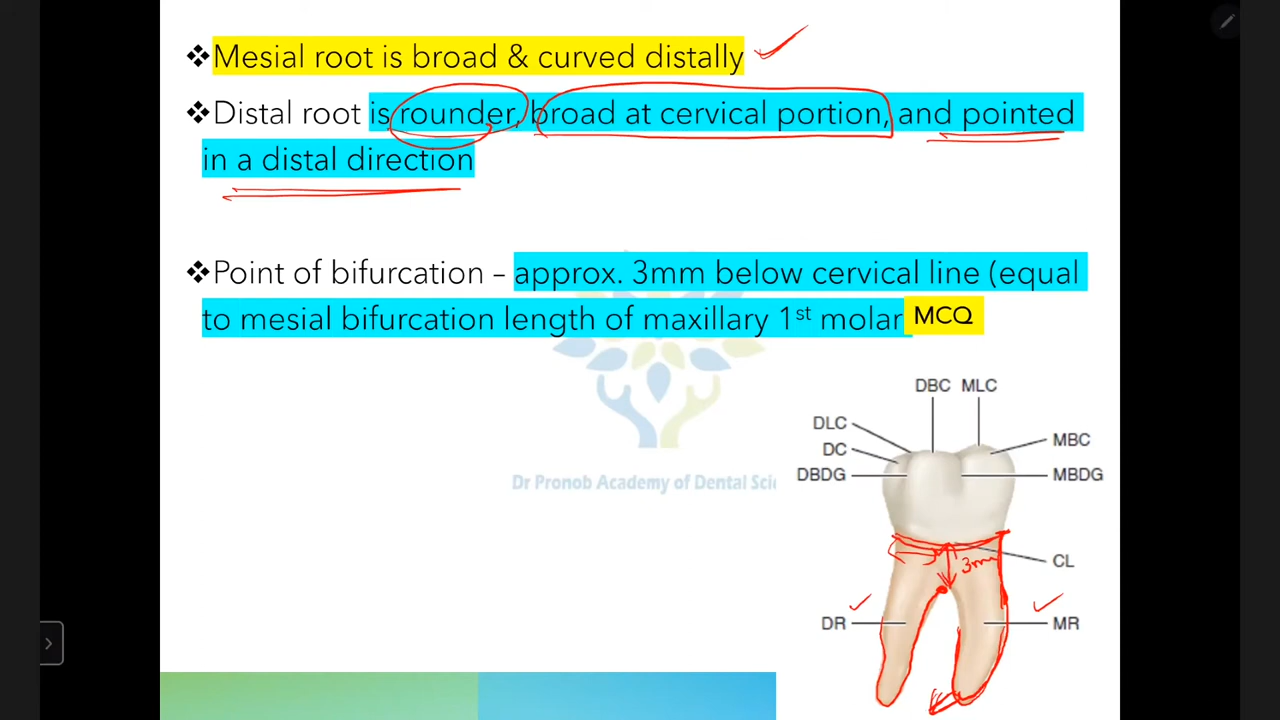 ❖Mesial root is broad & curved distally
❖Distal root is rounder, broad at cervical portion, and pointed
in a distal direction
❖Point of bifurcation – approx. 3mm below cervical line (equal
to mesial bifurcation length of maxillary 1st molar MCQ
DBC MLC
DLC
MBC
DC
DBDG MBDG
Dr Pronob Academy of Dental Scie
CL
3mm
DR MR